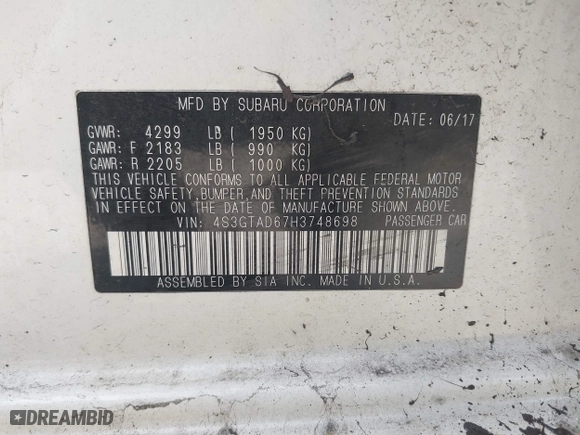 MFD BY SUBARU CORPORATION
DATE: 06/17
GVWR: 4299 LB ( 1950 KG)
GAWR: F 2183 LB ( 990 KG)
GAWR: R 2205 LB ( 1000 KG)
THIS VEHICLE CONFORMS TO ALL APPLICABLE FEDERAL MOTOR
VEHICLE SAFETY, BUMPER, AND THEFT PREVENTION STANDARDS
IN EFFECT ON THE DATE OF MANUFACTURE SHOWN ABOVE.
VIN: 4S3GTAD67H3748698 PASSENGER CAR
ASSEMBLED BY SIA INC. MADE IN U.S.A.
DREAMBID